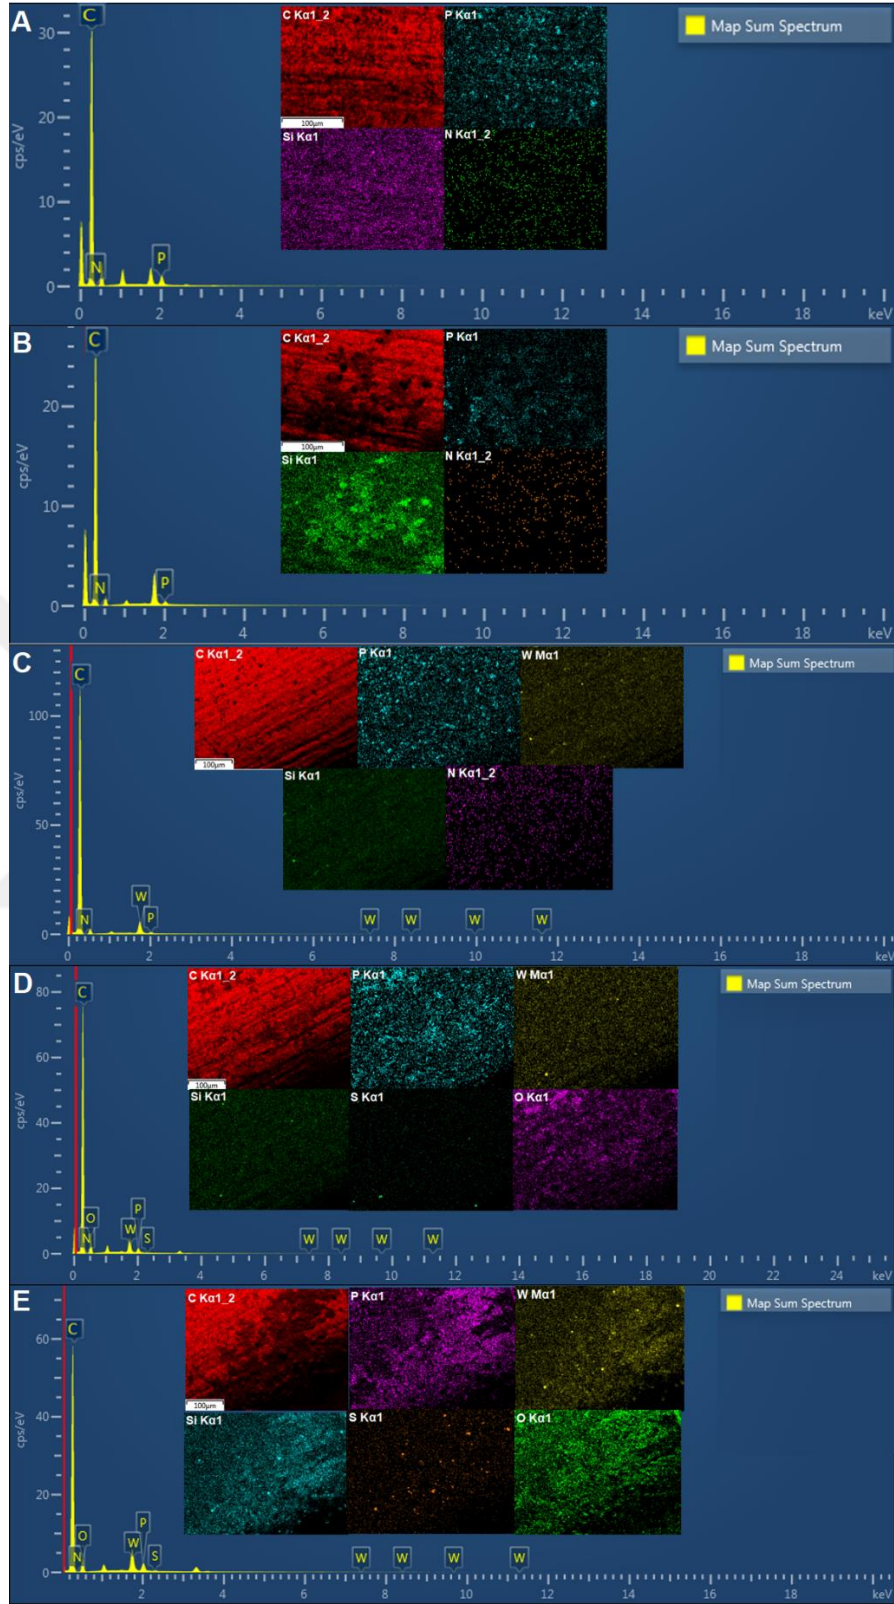 A
C Kα1_2
P Kα1
Map Sum Spectrum
C
100µm
Si Kα1
N Kα1_2
cps/eV
30
20
10
0
N
P
0 2 4 6 8 10 12 14 16 18 keV
B
C Kα1_2
P Kα1
Map Sum Spectrum
C
100µm
Si Kα1
N Kα1_2
cps/eV
20
10
0
N
P
0 2 4 6 8 10 12 14 16 18 keV
C
C Kα1_2
P Kα1
W Mα1
Map Sum Spectrum
C
100µm
Si Kα1
N Kα1_2
cps/eV
100
50
0
N
W
P
W
W
W
W
0 2 4 6 8 10 12 14 16 18 keV
D
C Kα1_2
P Kα1
W Mα1
Map Sum Spectrum
C
100µm
Si Kα1
S Kα1
O Kα1
cps/eV
80
60
40
20
0
N
O
W
P
S
W
W
W
W
0 2 4 6 8 10 12 14 16 18 20 22 24 keV
E
C Kα1_2
P Kα1
W Mα1
Map Sum Spectrum
C
100µm
Si Kα1
S Kα1
O Kα1
cps/eV
60
40
20
0
N
O
W
P
S
W
W
W
W
2 4 6 8 10 12 14 16 18 keV